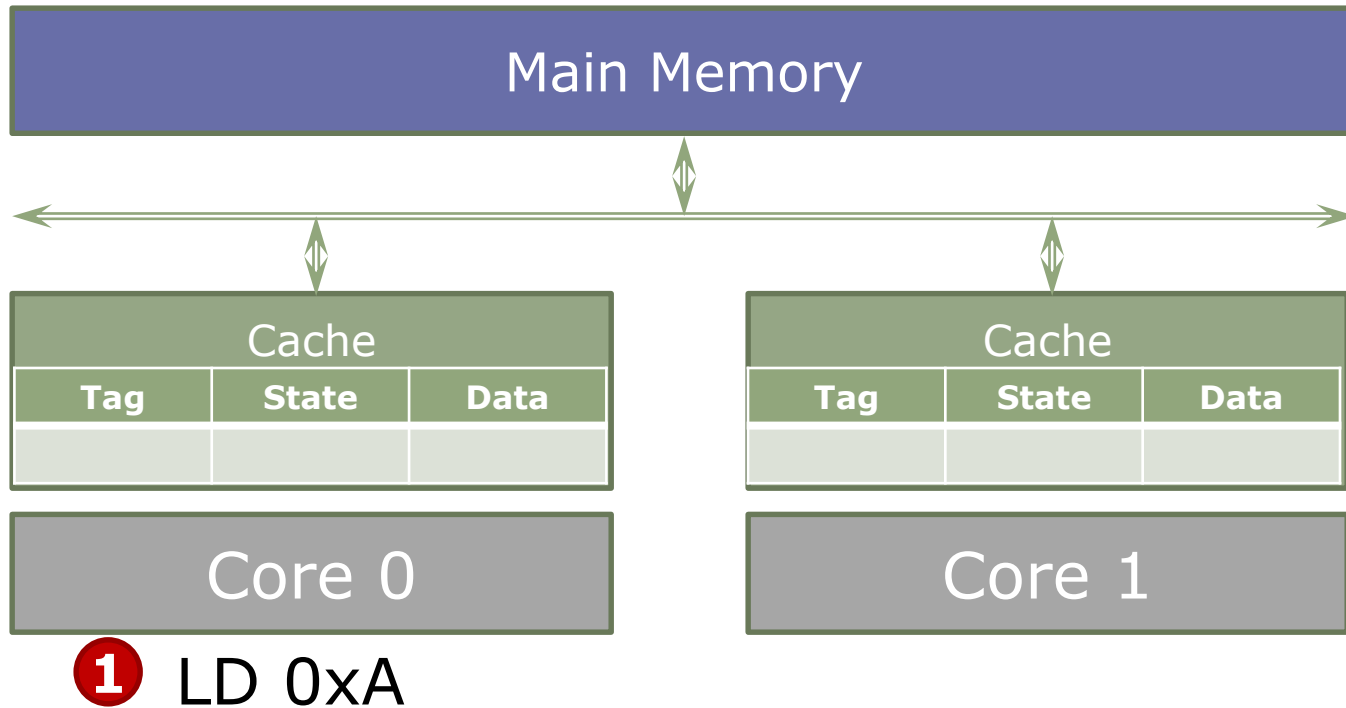 Main Memory
Cache Cache
Tag State Data Tag State Data
Core 0 Core 1
1 LD 0xA